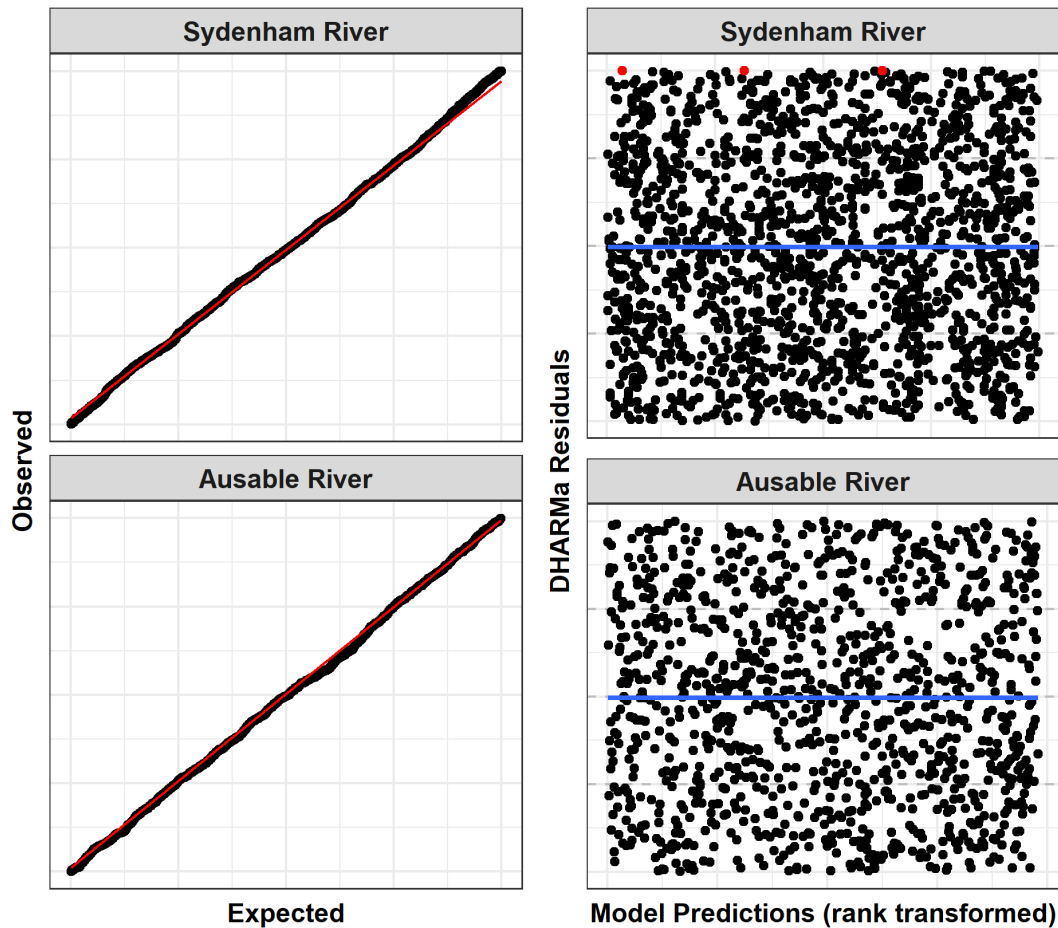 Sydenham River
Sydenham River
Observed
DHARMa Residuals
Ausable River
Ausable River
Expected
Model Predictions (rank transformed)